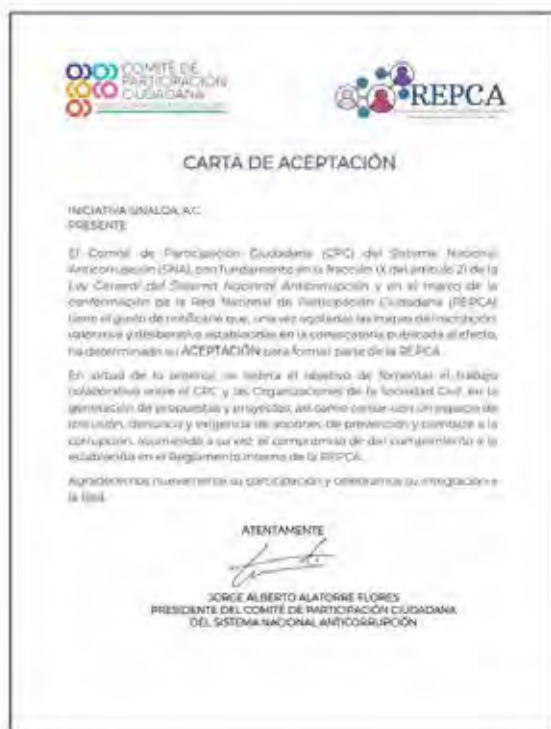 COMITÉ DE
PARTICIPACIÓN
CIUDADANA
REPCA
CARTA DE ACEPTACIÓN
INICIATIVA SINALOA, A.C.
PRESENTE
El Comité de Participación Ciudadana (CPC) del Sistema Nacional
Anticorrupción (SNA), con fundamento en la fracción IX del artículo 21 de la
Ley General del Sistema Nacional Anticorrupción y en el marco de la
conformación de la Red Nacional de Participación Ciudadana (REPCA)
tiene el gusto de notificarle que, una vez agotadas las etapas de inscripción,
valorativa y deliberativa establecidas en la convocatoria publicada al efecto,
ha determinado su ACEPTACIÓN para formar parte de la REPCA.
En virtud de lo anterior, se reitera el objetivo de fomentar el trabajo
colaborativo entre el CPC y las Organizaciones de la Sociedad Civil, en la
generación de propuestas y proyectos, así como contar con un espacio de
discusión, denuncia y exigencia de acciones de prevención y combate a la
corrupción, asumiendo a su vez el compromiso de dar cumplimiento a lo
establecido en el Reglamento Interno de la REPCA.
Agradecemos nuevamente su participación y celebramos su integración a
la Red.
ATENTAMENTE
JORGE ALBERTO ALATORRE FLORES
PRESIDENTE DEL COMITÉ DE PARTICIPACIÓN CIUDADANA
DEL SISTEMA NACIONAL ANTICORRUPCIÓN